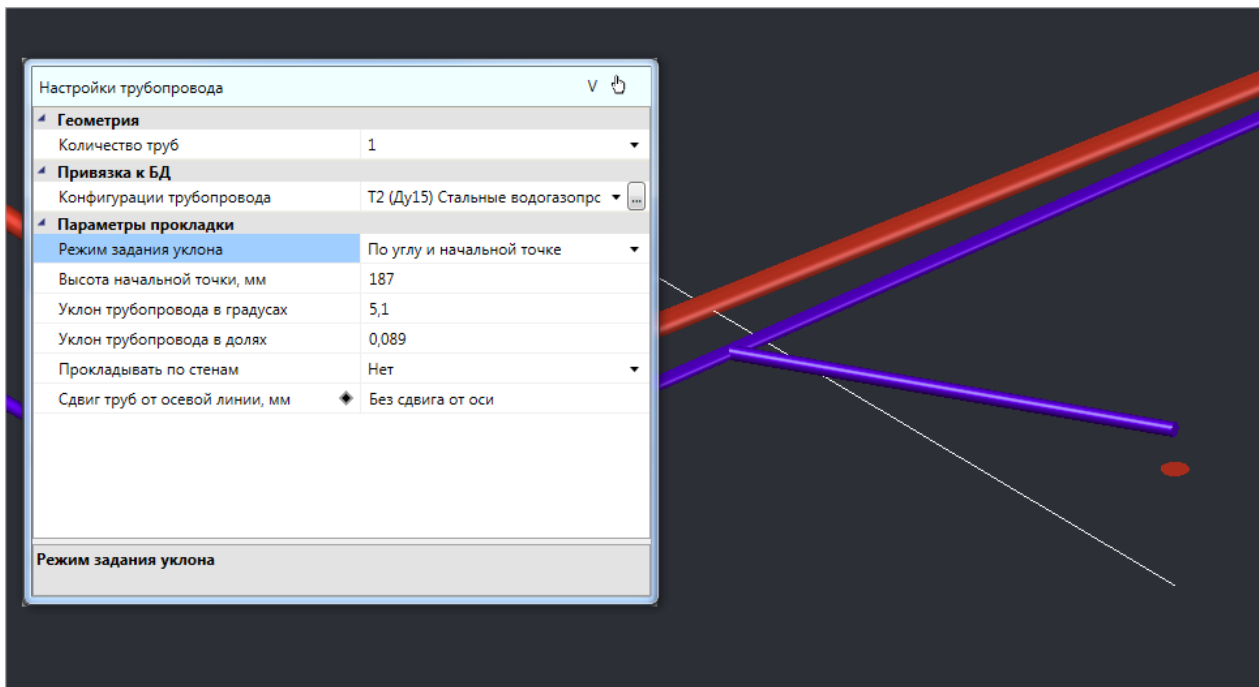 Настройки трубопровода V
Геометрия
Количество труб 1
Привязка к БД
Конфигурации трубопровода Т2 (Ду15) Стальные водогазопрс ...
Параметры прокладки
Режим задания уклона По углу и начальной точке
Высота начальной точки, мм 187
Уклон трубопровода в градусах 5,1
Уклон трубопровода в долях 0,089
Прокладывать по стенам Нет
Сдвиг труб от осевой линии, мм Без сдвига от оси
Режим задания уклона